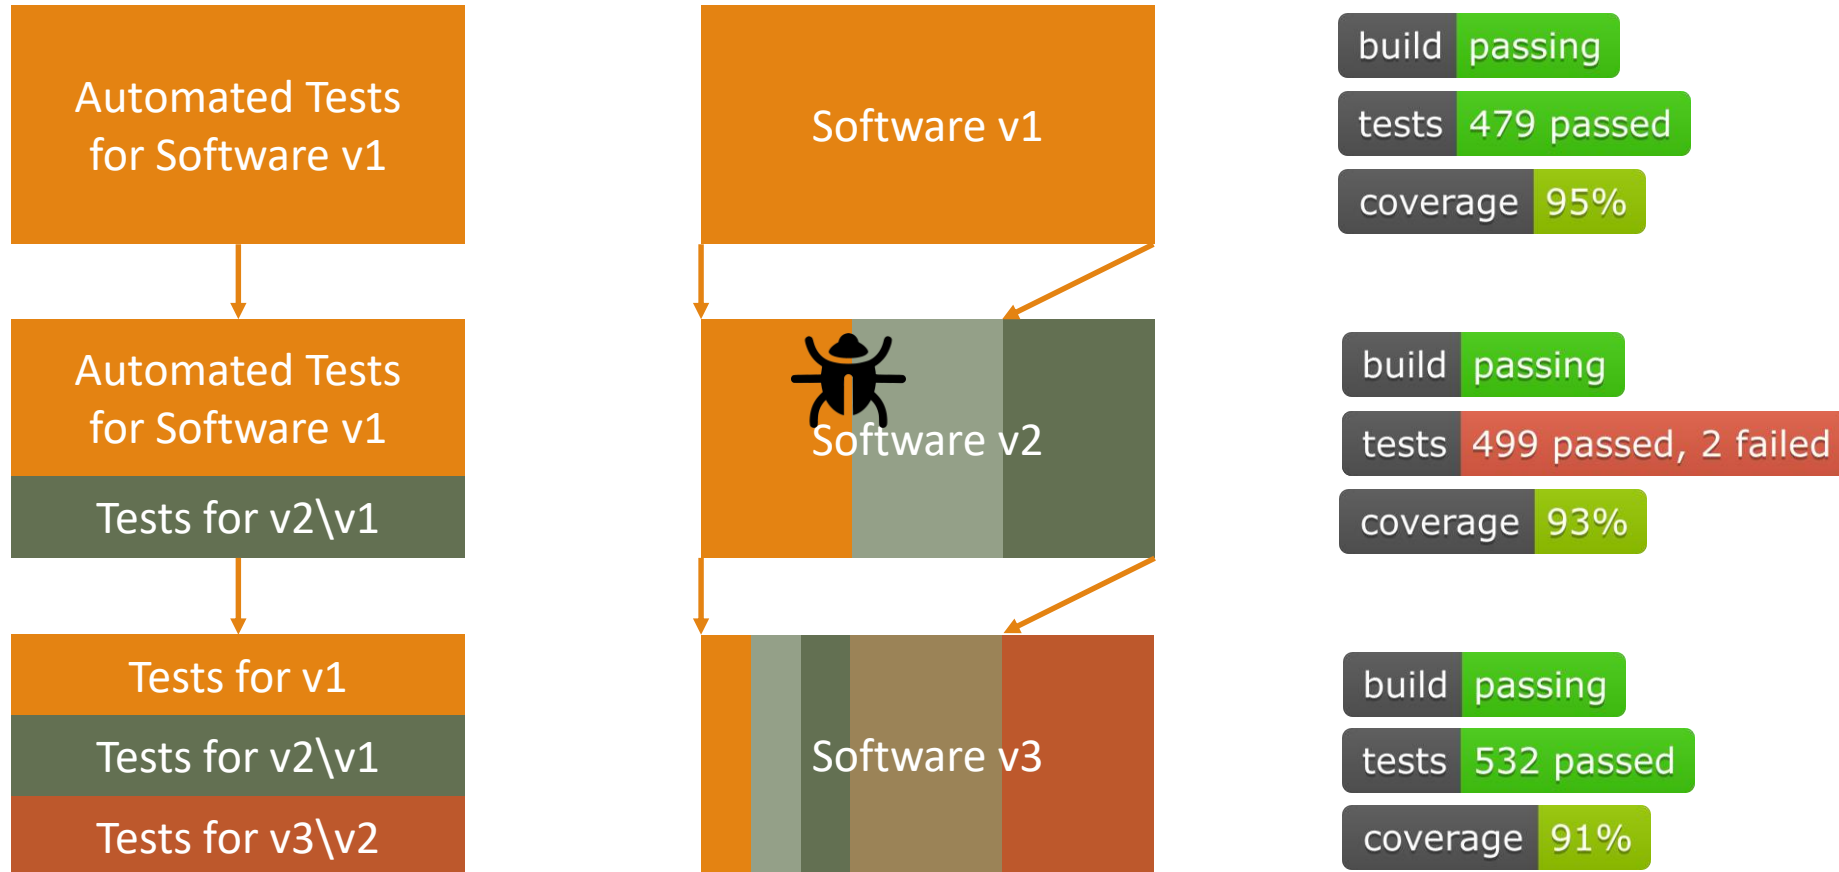 Automated Tests
for Software v1
Software v1
build passing
tests 479 passed
coverage 95%
Automated Tests
for Software v1
Tests for v2\v1
Software v2
build passing
tests 499 passed, 2 failed
coverage 93%
Tests for v1
Tests for v2\v1
Tests for v3\v2
Software v3
build passing
tests 532 passed
coverage 91%